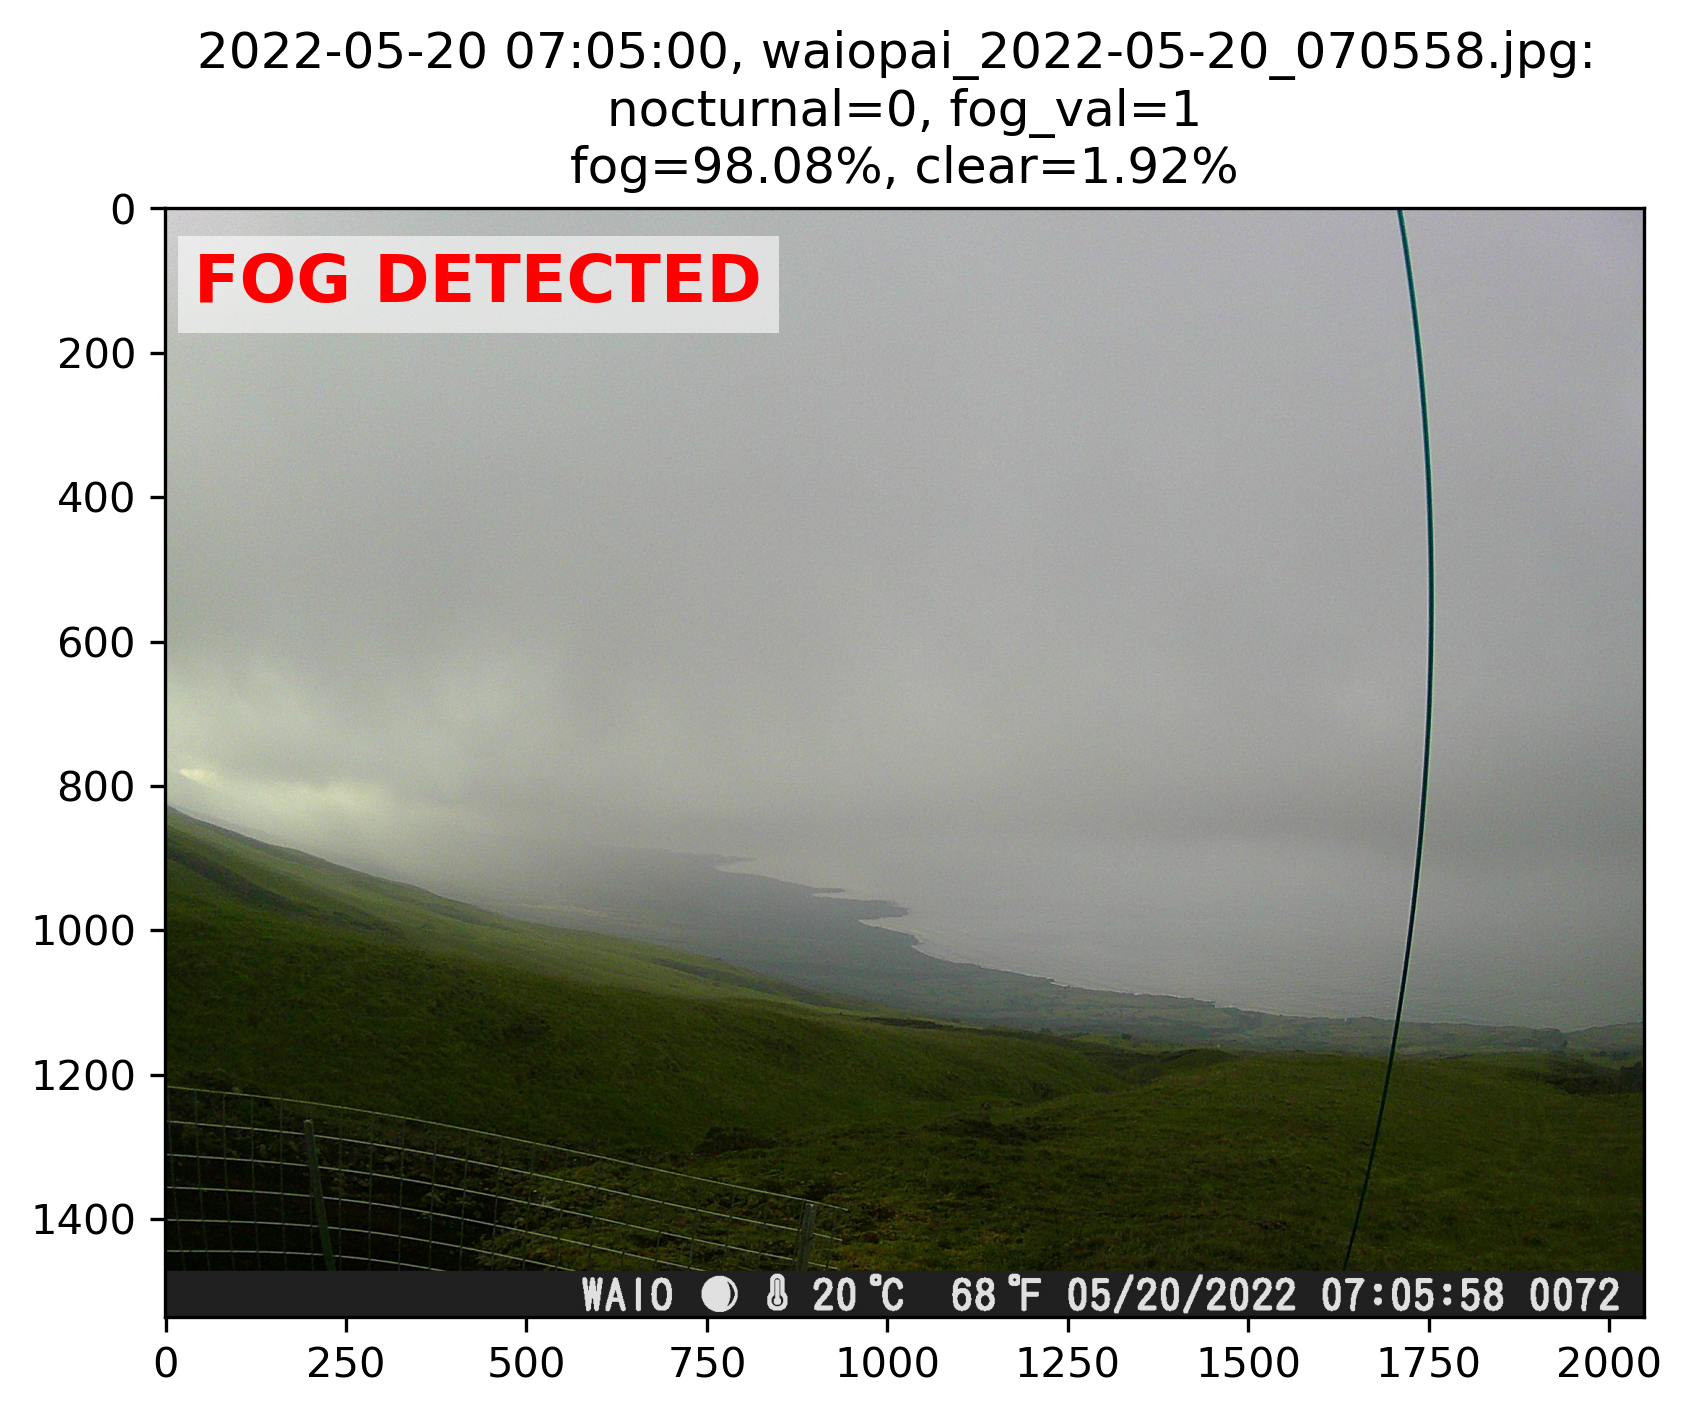 2022-05-20 07:05:00, waiopai_2022-05-20_070558.jpg:
nocturnal=0, fog_val=1
fog=98.08%, clear=1.92%
FOG DETECTED
0
200
400
600
800
1000
1200
1400
WAIO 20°C 68°F 05/20/2022 07:05:58 0072
0 250 500 750 1000 1250 1500 1750 2000